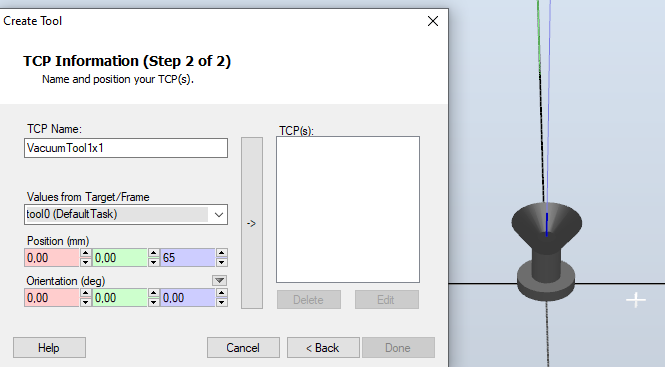 Create Tool
TCP Information (Step 2 of 2)
Name and position your TCP(s).
TCP Name:
VacuumTool1x1
TCP(s):
Values from Target/Frame
tool0 (DefaultTask)
->
Position (mm)
0,00 0,00 65
Orientation (deg)
0,00 0,00 0,00
Delete Edit
Help Cancel < Back Done